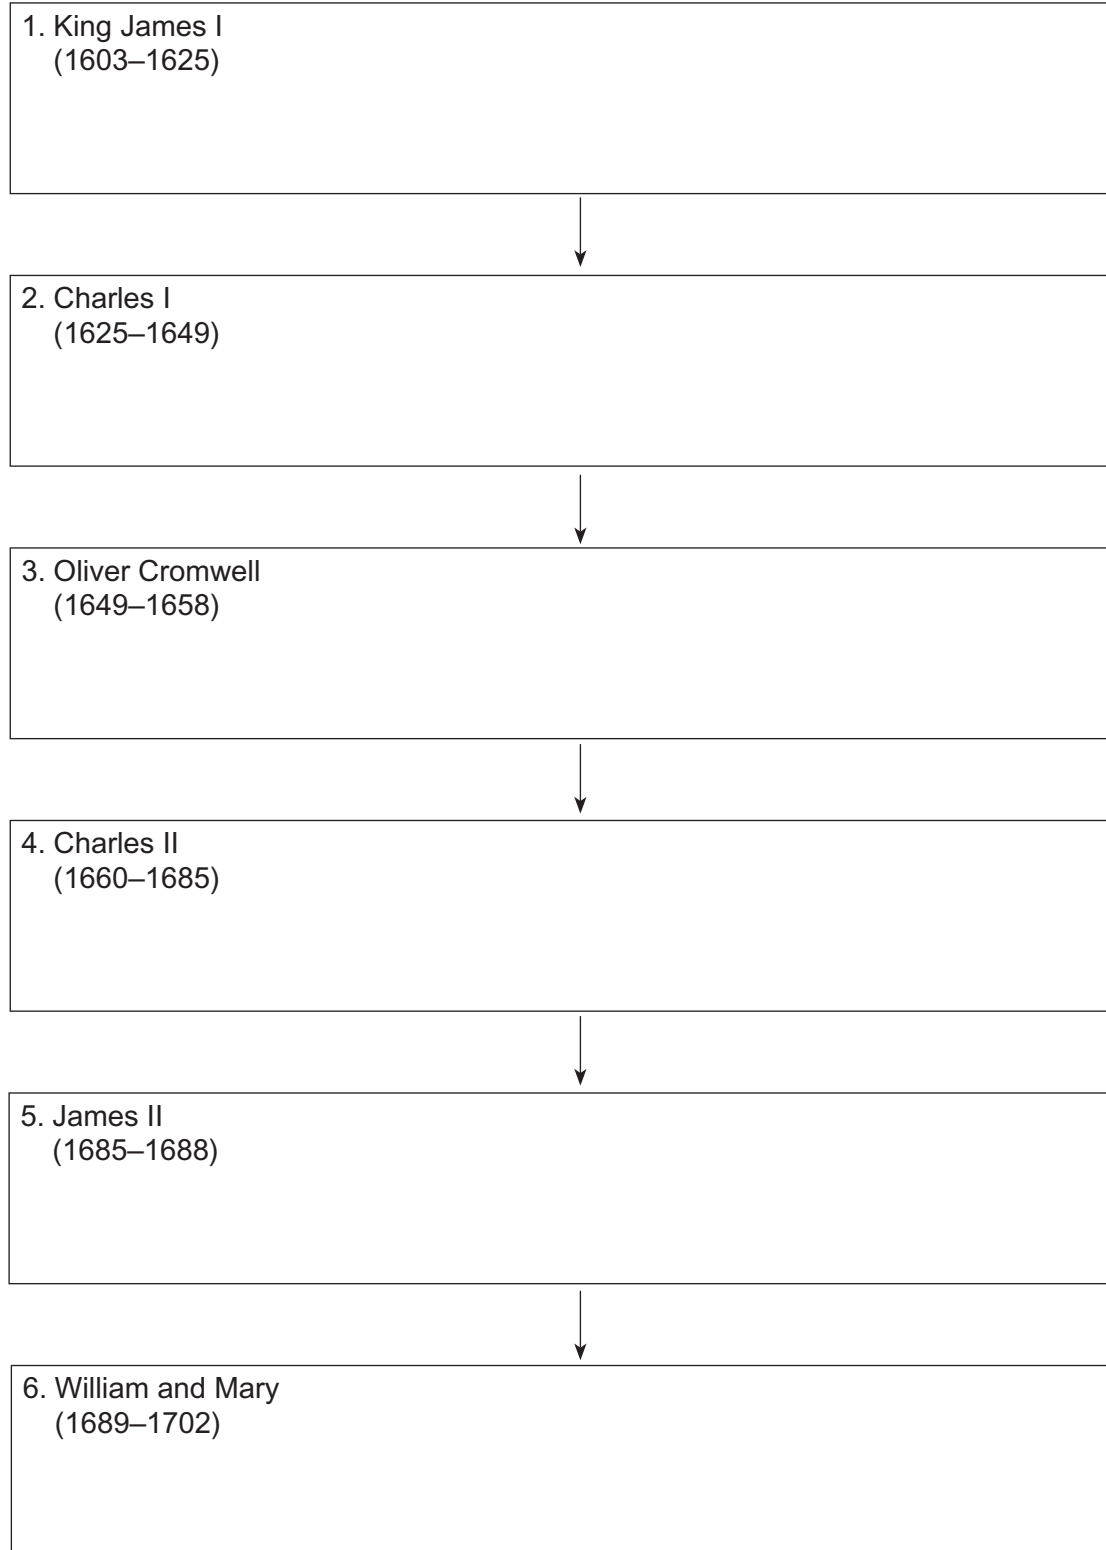 1. King James I
(1603–1625)
2. Charles I
(1625–1649)
3. Oliver Cromwell
(1649–1658)
4. Charles II
(1660–1685)
5. James II
(1685–1688)
6. William and Mary
(1689–1702)